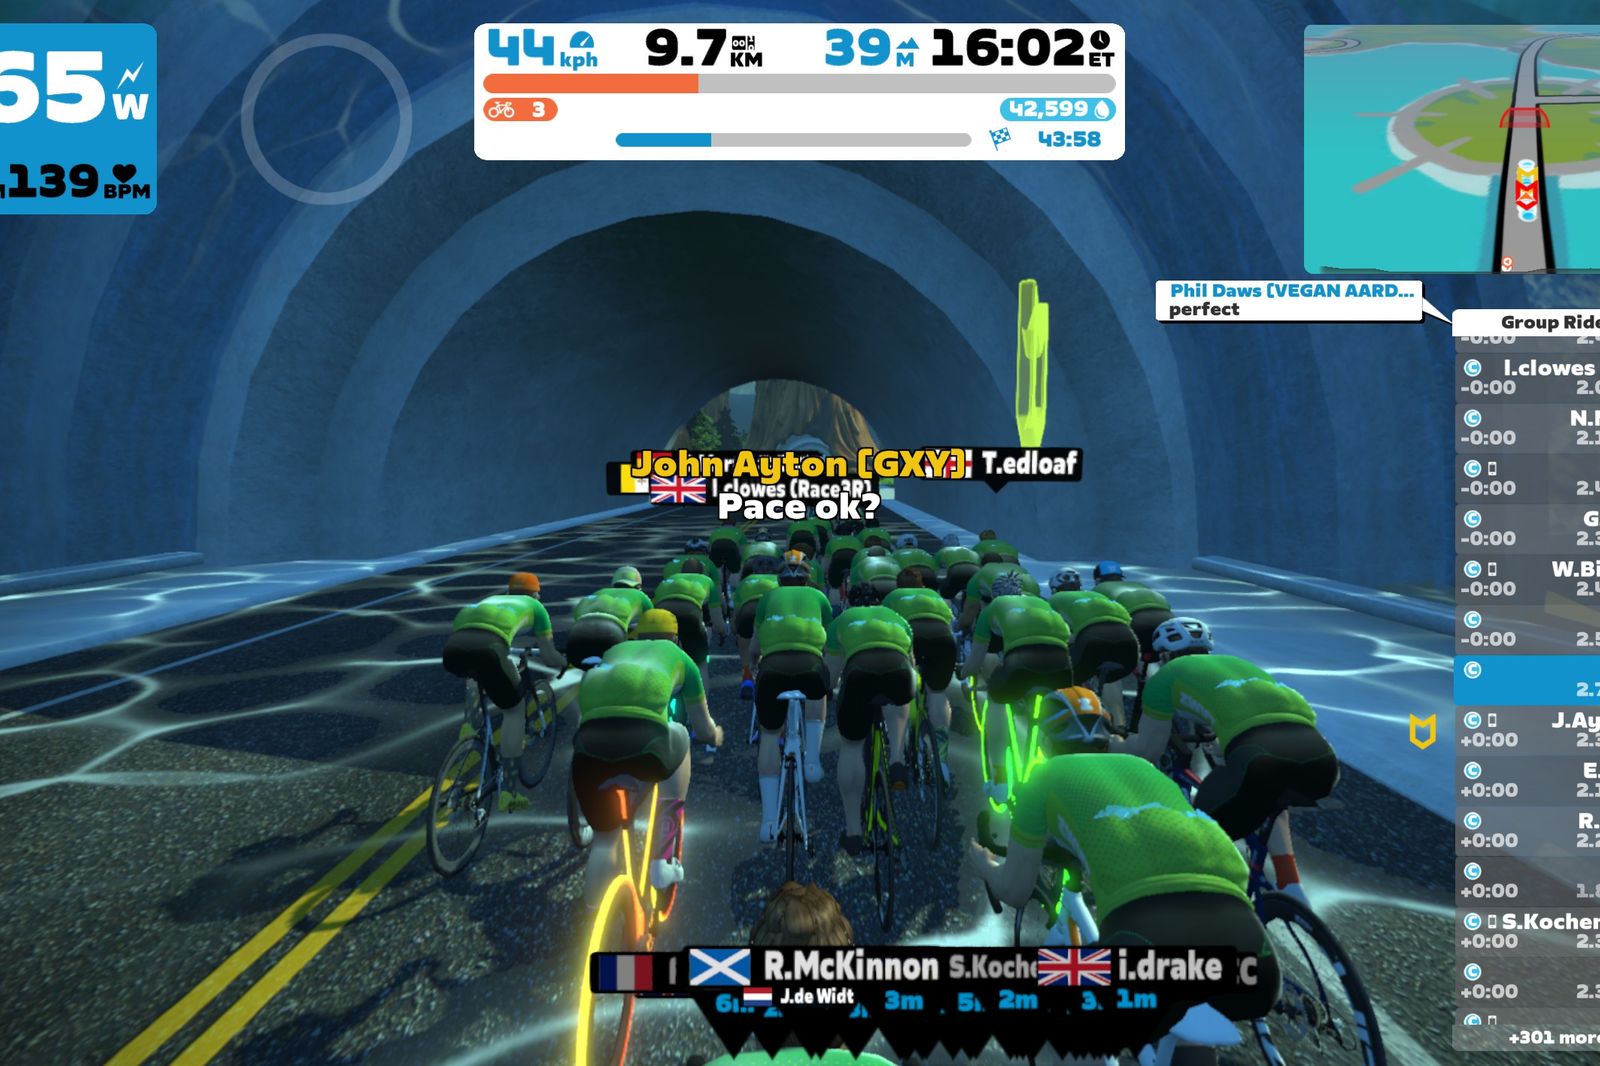 65 W
139 BPM
44 kph 9.7 KM 39 M 16:02 ET
3 42,599
43:58
9
Phil Daws (VEGAN AARD...
perfect
Group Ride
-0:00
l.clowes
-0:00
-0:00
-0:00
-0:00
W.Bi
-0:00
-0:00
J.Ay
+0:00
E.
+0:00
R.
+0:00
+0:00
S.Kocher
+0:00
+0:00
+301 more
John Ayton (GXY)
T.edloaf
l.clowes (Race3R)
Pace ok?
R.McKinnon S.Koche i.drake
J.de Widt 3m 2m 1m